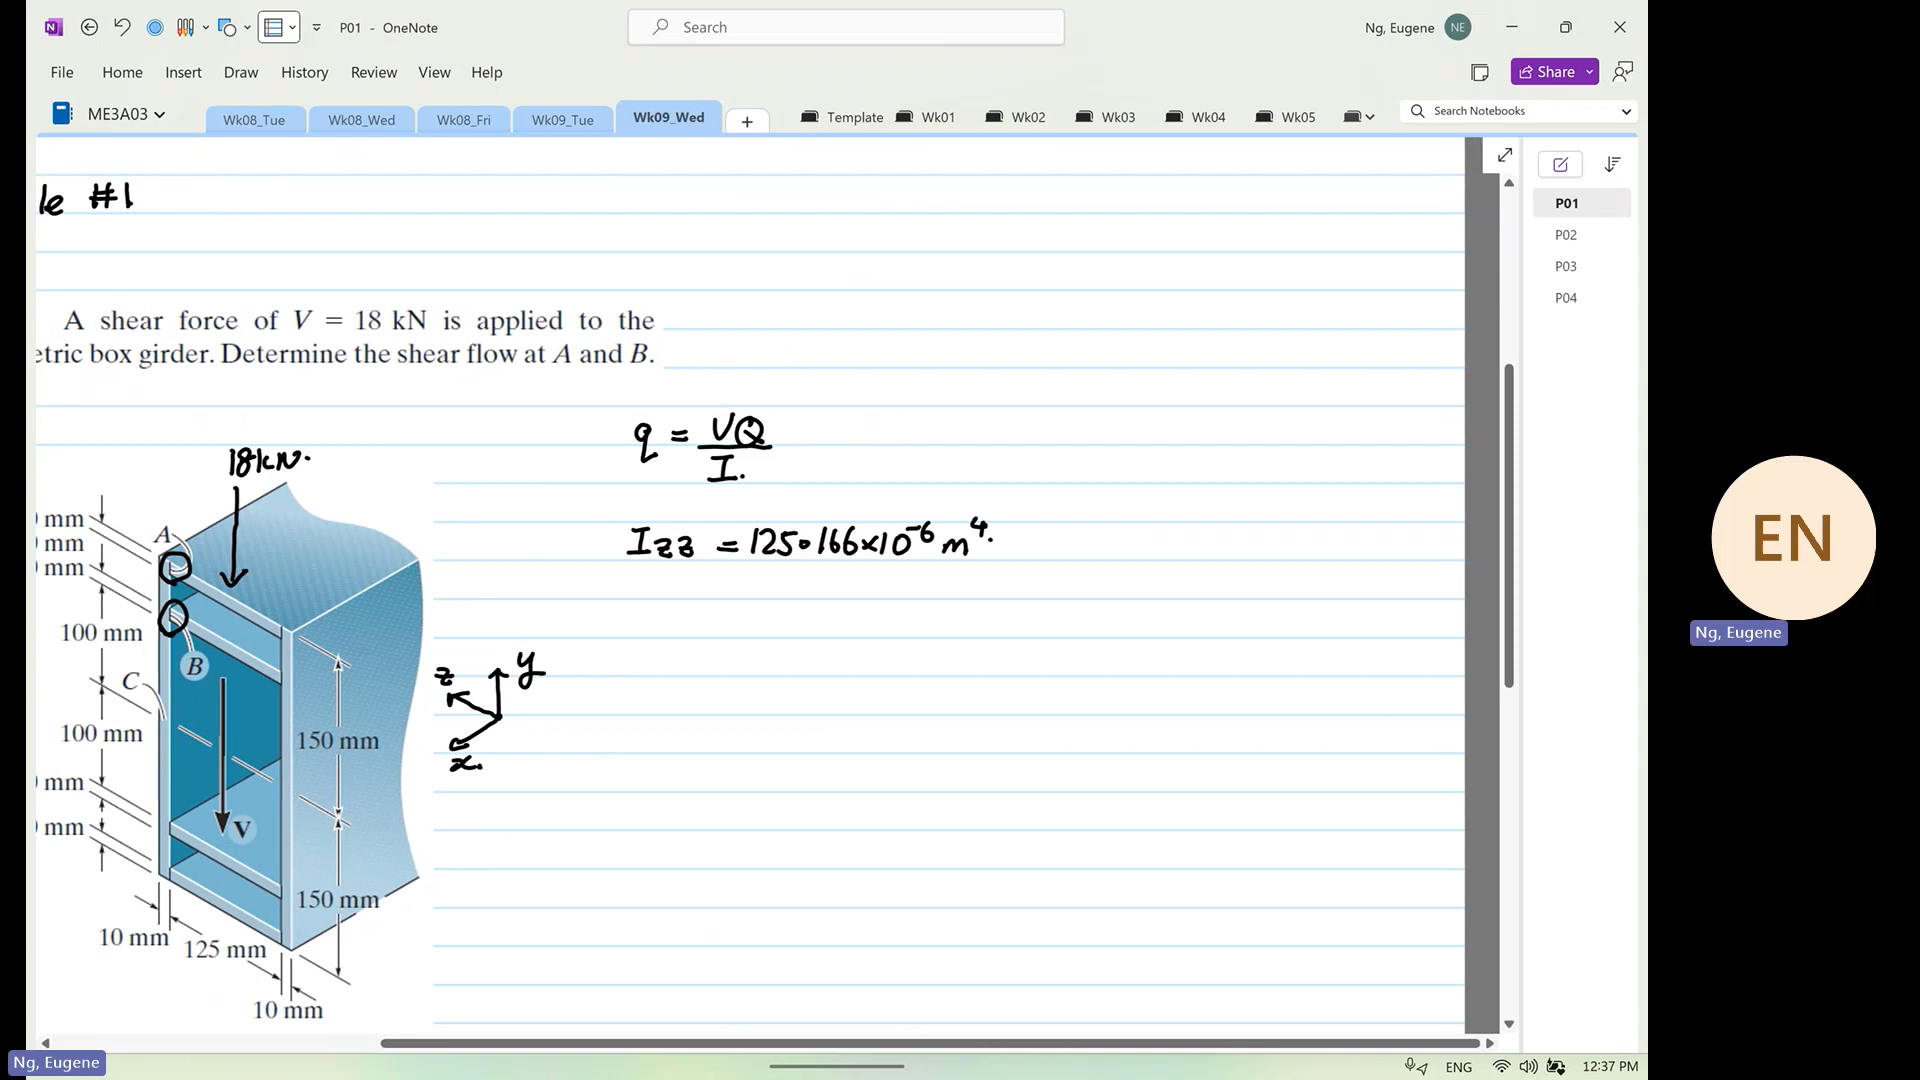 P01 - OneNote
Search
Ng, Eugene
NE
File Home Insert Draw History Review View Help
Share
ME3A03
Wk08_Tue Wk08_Wed Wk08_Fri Wk09_Tue Wk09_Wed
Template Wk01 Wk02 Wk03 Wk04 Wk05
Search Notebooks
P01
P02
P03
P04
le #1
A shear force of V = 18 kN is applied to the
etric box girder. Determine the shear flow at A and B.
q = VQ
I.
18kN.
Izz = 125.166×10⁻⁶ m⁴.
mm
mm
mm
A
100 mm
B
C
z
y
x.
100 mm
150 mm
mm
mm
V
150 mm
10 mm
125 mm
10 mm
EN
Ng, Eugene
Ng, Eugene
ENG
12:37 PM